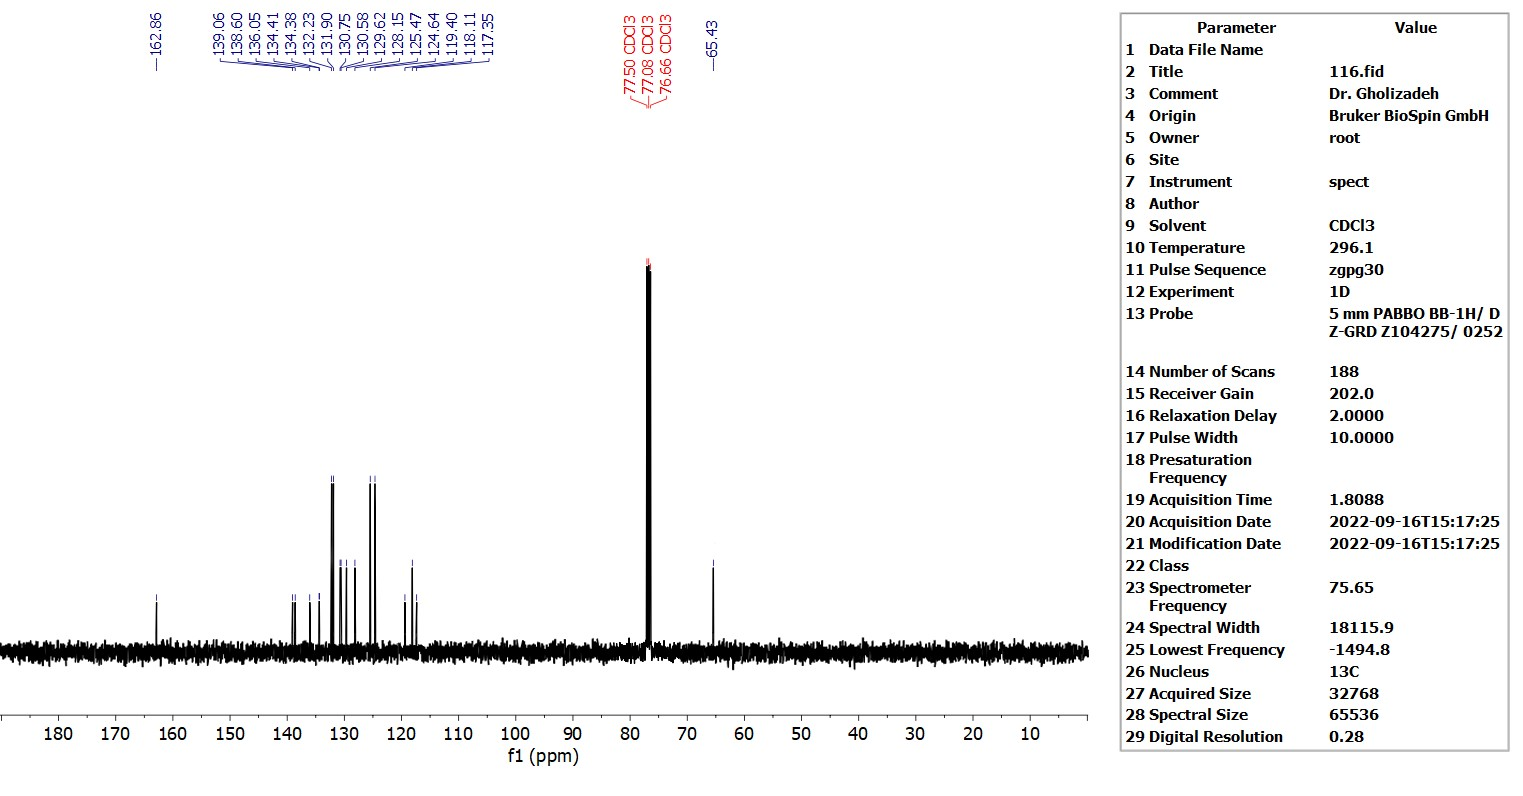 —162.86
139.06
138.60
136.05
134.41
134.38
132.23
131.90
130.75
130.58
129.62
128.15
125.47
124.64
119.40
118.11
117.35
77.50 CDCl3
77.08 CDCl3
76.66 CDCl3
—65.43
180 170 160 150 140 130 120 110 100 90 80 70 60 50 40 30 20 10
f1 (ppm)
Parameter Value
1 Data File Name
2 Title 116.fid
3 Comment Dr. Gholizadeh
4 Origin Bruker BioSpin GmbH
5 Owner root
6 Site
7 Instrument spect
8 Author
9 Solvent CDCl3
10 Temperature 296.1
11 Pulse Sequence zgpg30
12 Experiment 1D
13 Probe 5 mm PABBO BB-1H/ D
Z-GRD Z104275/ 0252
14 Number of Scans 188
15 Receiver Gain 202.0
16 Relaxation Delay 2.0000
17 Pulse Width 10.0000
18 Presaturation
Frequency
19 Acquisition Time 1.8088
20 Acquisition Date 2022-09-16T15:17:25
21 Modification Date 2022-09-16T15:17:25
22 Class
23 Spectrometer 75.65
Frequency
24 Spectral Width 18115.9
25 Lowest Frequency -1494.8
26 Nucleus 13C
27 Acquired Size 32768
28 Spectral Size 65536
29 Digital Resolution 0.28